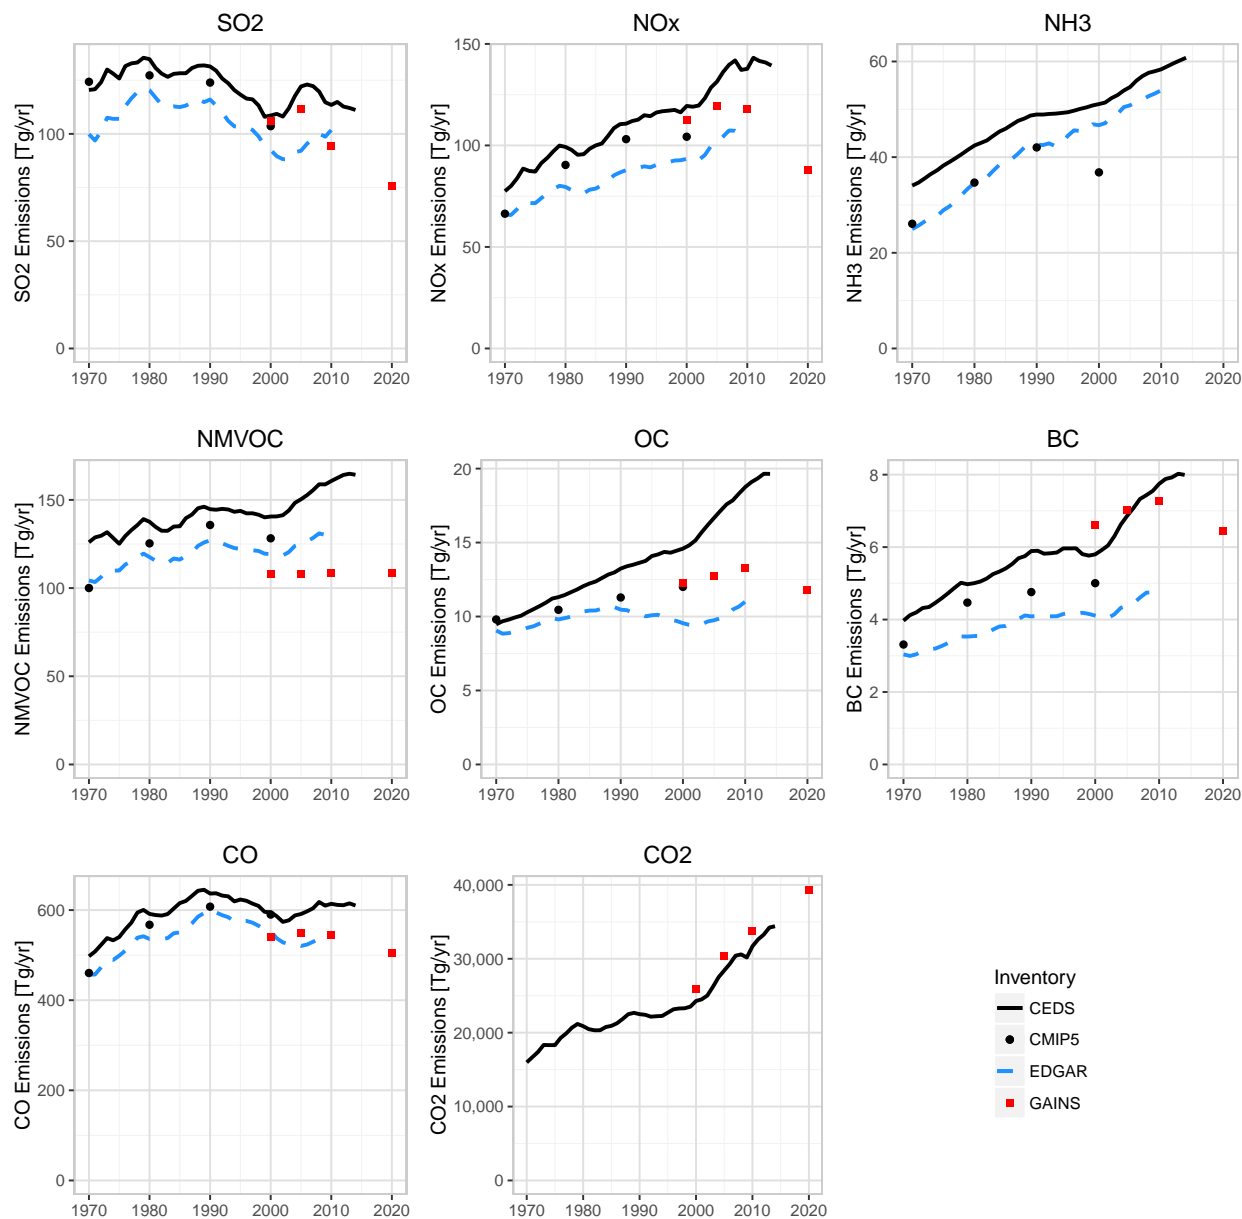 SO2
SO2 Emissions [Tg/yr]
100
50
0
1970 1980 1990 2000 2010 2020
NOx
NOx Emissions [Tg/yr]
150
100
50
0
1970 1980 1990 2000 2010 2020
NH3
NH3 Emissions [Tg/yr]
60
40
20
0
1970 1980 1990 2000 2010 2020
NMVOC
NMVOC Emissions [Tg/yr]
150
100
50
0
1970 1980 1990 2000 2010 2020
OC
OC Emissions [Tg/yr]
20
15
10
5
0
1970 1980 1990 2000 2010 2020
BC
BC Emissions [Tg/yr]
8
6
4
2
0
1970 1980 1990 2000 2010 2020
CO
CO Emissions [Tg/yr]
600
400
200
0
1970 1980 1990 2000 2010 2020
CO2
CO2 Emissions [Tg/yr]
40,000
30,000
20,000
10,000
0
1970 1980 1990 2000 2010 2020
Inventory
CEDS
CMIP5
EDGAR
GAINS